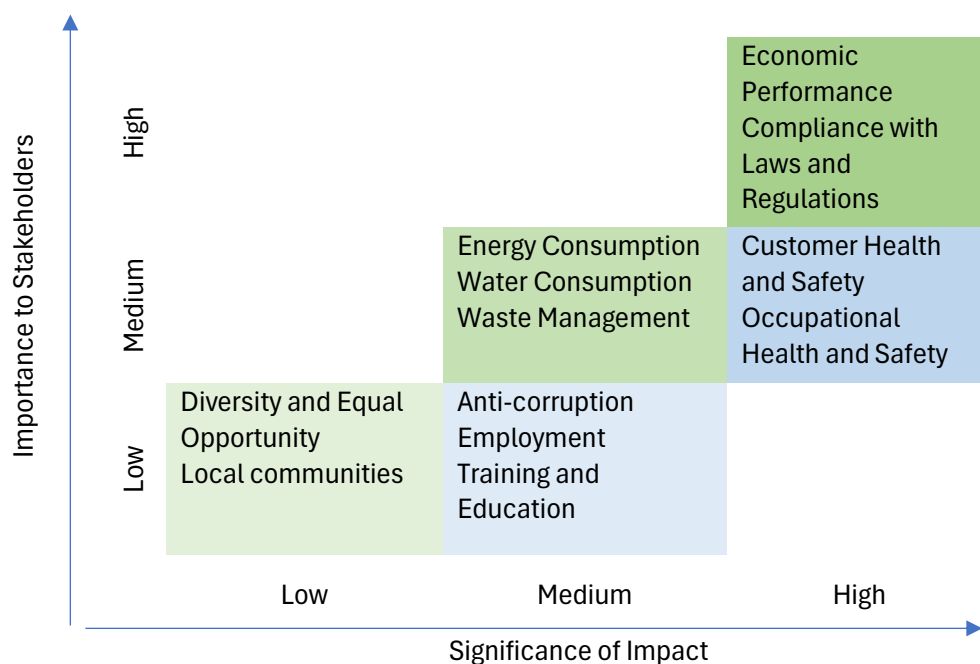 Importance to Stakeholders
High
Economic
Performance
Compliance with
Laws and
Regulations
Medium
Energy Consumption
Water Consumption
Waste Management
Customer Health
and Safety
Occupational
Health and Safety
Low
Diversity and Equal
Opportunity
Local communities
Anti-corruption
Employment
Training and
Education
Low
Medium
High
Significance of Impact